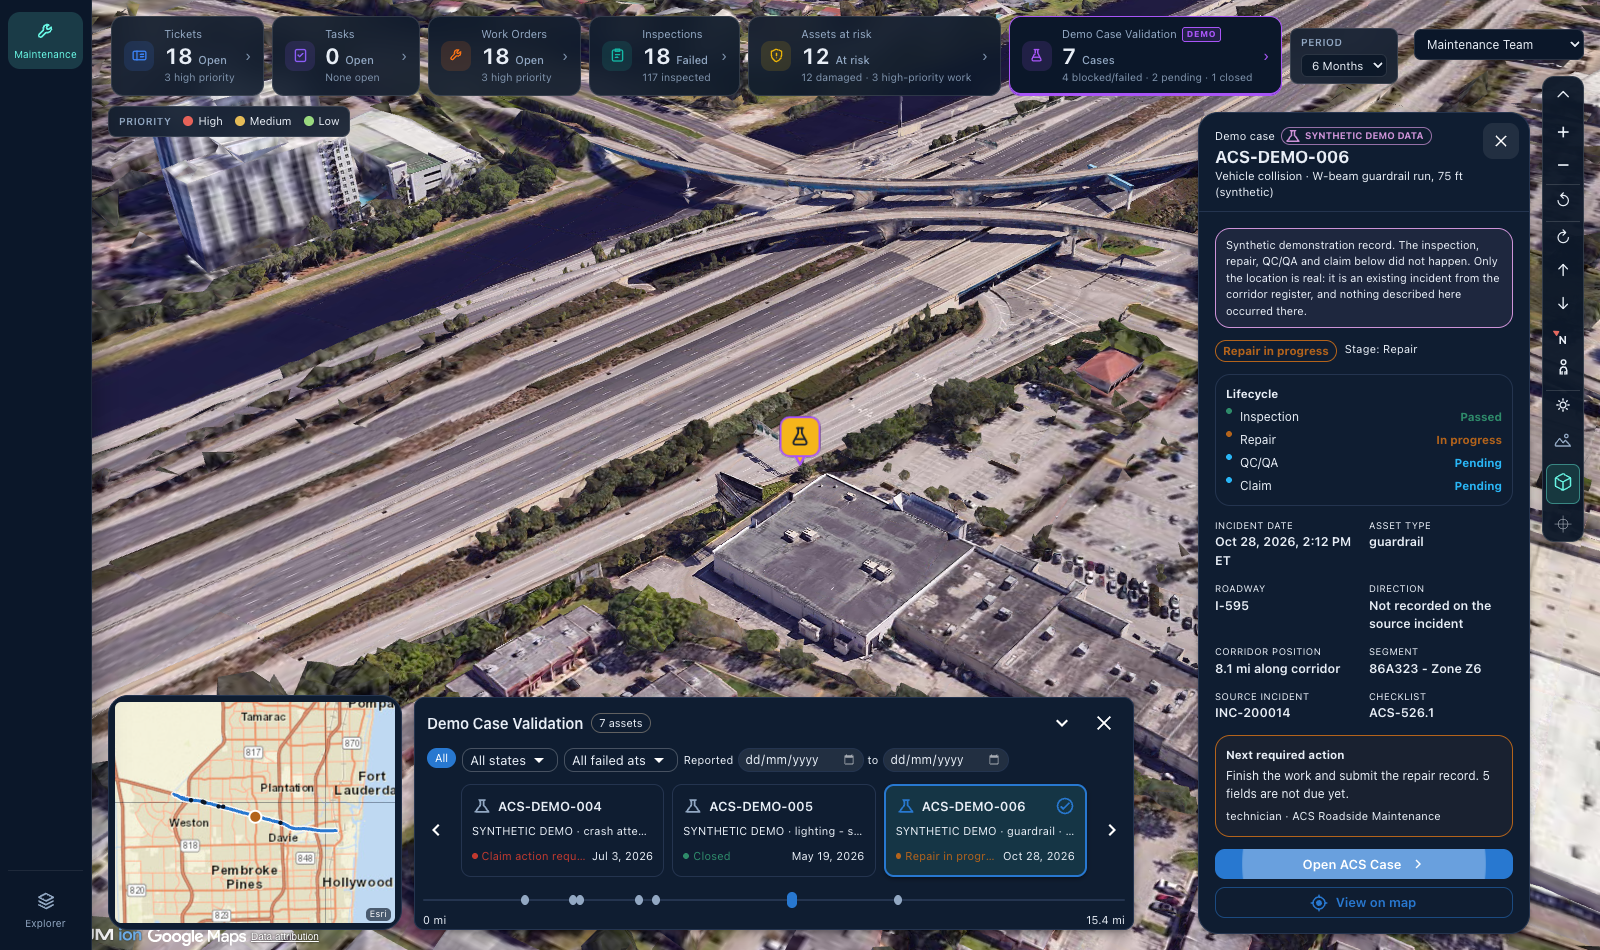 Maintenance
Tickets
18 Open
3 high priority
Tasks
0 Open
None open
Work Orders
18 Open
3 high priority
Inspections
18 Failed
117 inspected
Assets at risk
12 At risk
12 damaged · 3 high-priority work
Demo Case Validation DEMO
7 Cases
4 blocked/failed · 2 pending · 1 closed
PERIOD
6 Months
Maintenance Team
PRIORITY High Medium Low
Demo case SYNTHETIC DEMO DATA
ACS-DEMO-006
Vehicle collision · W-beam guardrail run, 75 ft
(synthetic)
Synthetic demonstration record. The inspection,
repair, QC/QA and claim below did not happen. Only
the location is real: it is an existing incident from the
corridor register, and nothing described here
occurred there.
Repair in progress Stage: Repair
Lifecycle
Inspection Passed
Repair In progress
QC/QA Pending
Claim Pending
INCIDENT DATE
Oct 28, 2026, 2:12 PM
ET
ASSET TYPE
guardrail
ROADWAY
I-595
DIRECTION
Not recorded on the
source incident
CORRIDOR POSITION
8.1 mi along corridor
SEGMENT
86A323 - Zone Z6
SOURCE INCIDENT
INC-200014
CHECKLIST
ACS-526.1
Next required action
Finish the work and submit the repair record. 5
fields are not due yet.
technician · ACS Roadside Maintenance
Open ACS Case
View on map
N
Demo Case Validation 7 assets
All All states All failed ats Reported dd/mm/yyyy to dd/mm/yyyy
ACS-DEMO-004
SYNTHETIC DEMO · crash atte...
Claim action requ... Jul 3, 2026
ACS-DEMO-005
SYNTHETIC DEMO · lighting - s...
Closed May 19, 2026
ACS-DEMO-006
SYNTHETIC DEMO · guardrail · ...
Repair in progr... Oct 28, 2026
0 mi 15.4 mi
Pompa
Tamarac
870
817
Fort
Lauderda
Plantation
Weston
Davie
818
848
Pembroke
Pines
Hollywood
820
823
Esri
Explorer
UM ion Google Maps Data attribution